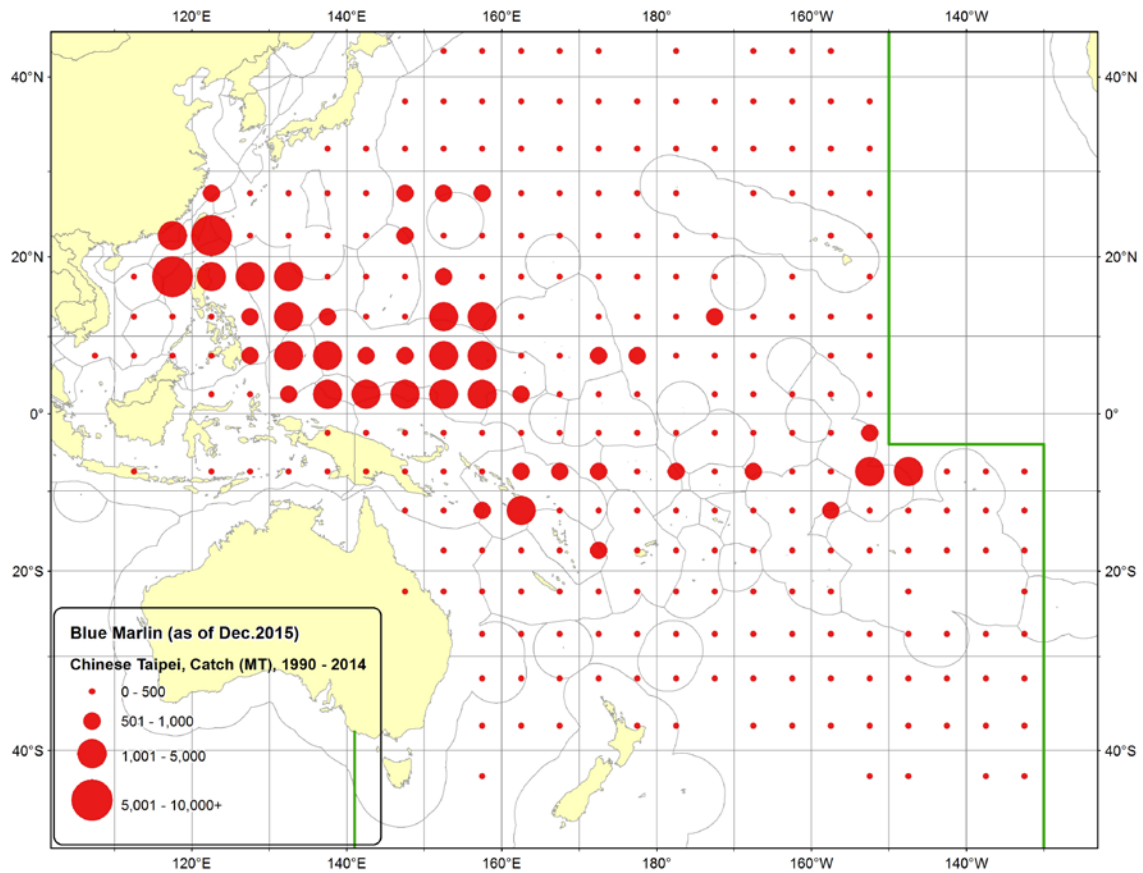 120°E 140°E 160°E 180° 160°W 140°W
40°N 40°N
20°N 20°N
0° 0°
20°S 20°S
40°S 40°S
Blue Marlin (as of Dec.2015)
Chinese Taipei, Catch (MT), 1990 - 2014
0 - 500
501 - 1,000
1,001 - 5,000
5,001 - 10,000+
120°E 140°E 160°E 180° 160°W 140°W